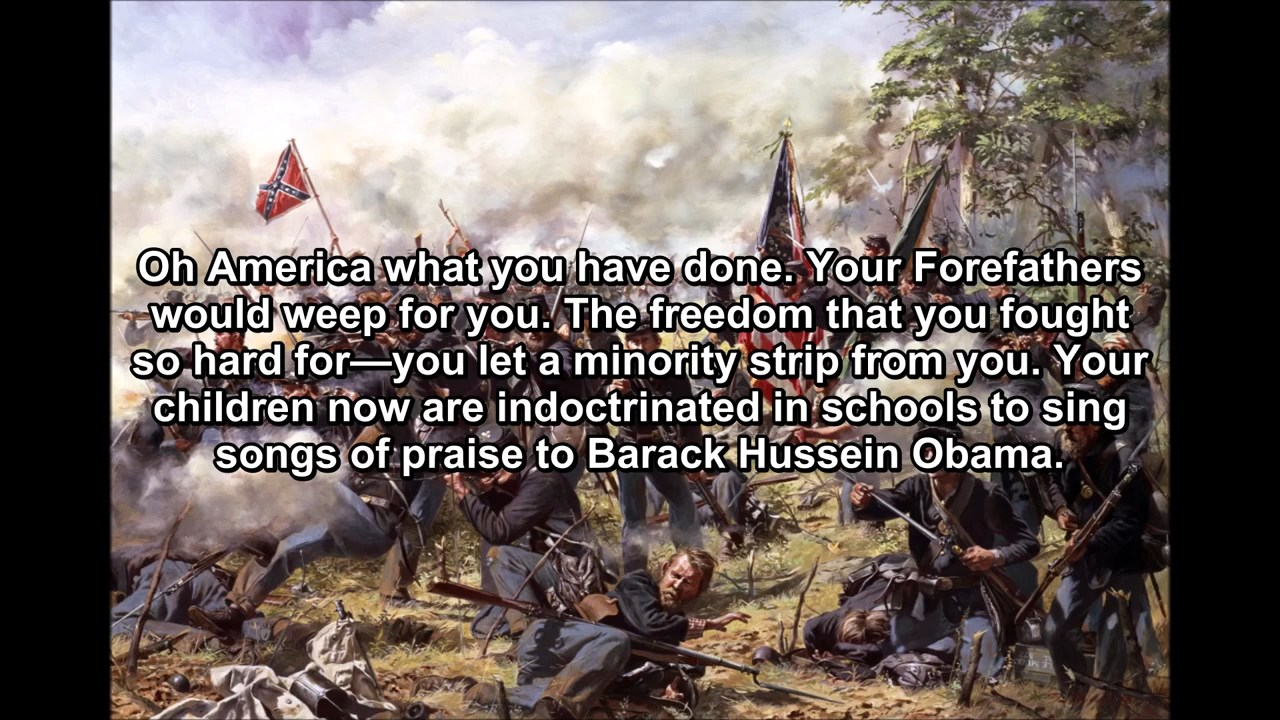 Oh America what you have done. Your Forefathers
would weep for you. The freedom that you fought
so hard for—you let a minority strip from you. Your
children now are indoctrinated in schools to sing
songs of praise to Barack Hussein Obama.